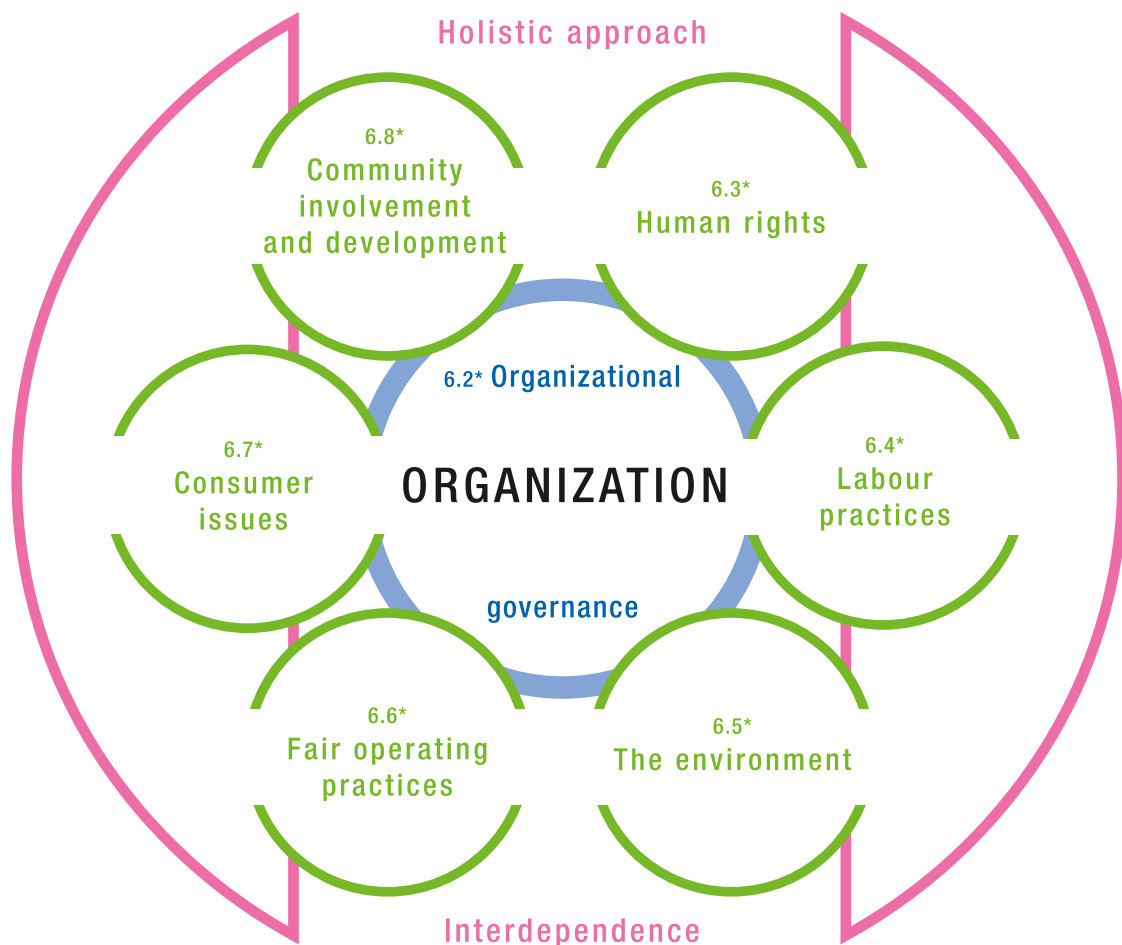 Holistic approach
6.8*
Community
involvement
and development
6.3*
Human rights
6.2* Organizational
6.7*
Consumer
issues
ORGANIZATION
6.4*
Labour
practices
governance
6.6*
Fair operating
practices
6.5*
The environment
Interdependence